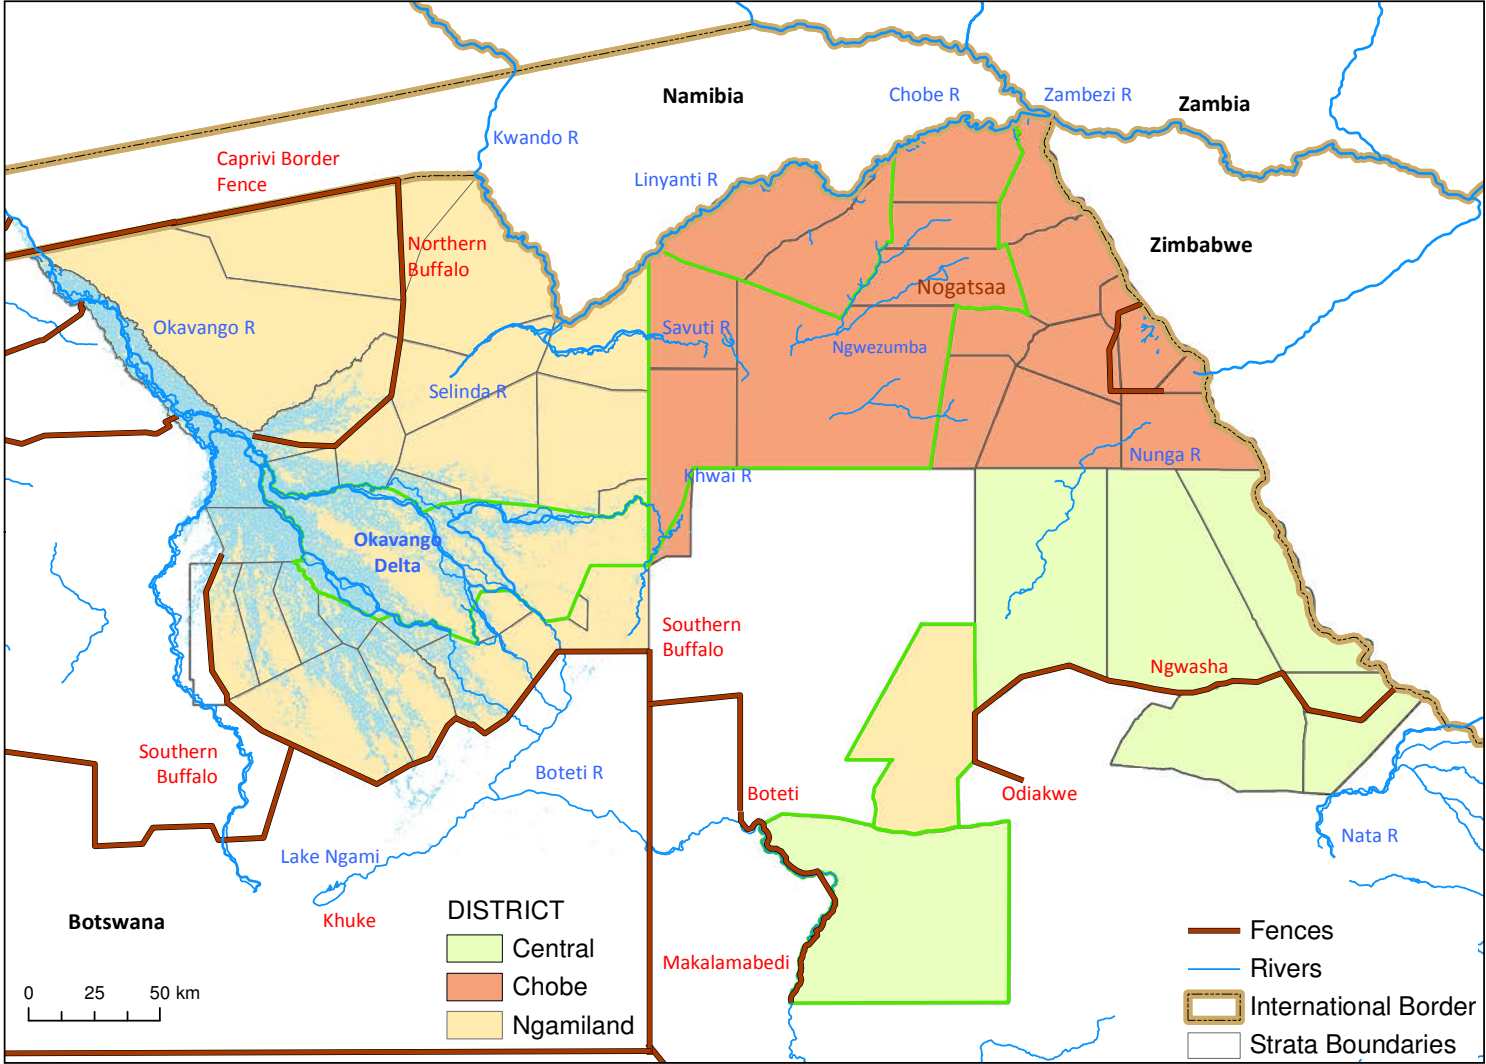 Namibia
Chobe R
Zambezi R
Zambia
Kwando R
Caprivi Border
Fence
Linyanti R
Northern
Buffalo
Zimbabwe
Nogatsaa
Okavango R
Savuti R
Ngwezumba
Selinda R
Khwai R
Nunga R
Okavango
Delta
Southern
Buffalo
Ngwasha
Southern
Buffalo
Boteti R
Boteti
Odiakwe
Nata R
Lake Ngami
Khuke
Botswana
Makalamabedi
DISTRICT
Central
Chobe
Ngamiland
0 25 50 km
Fences
Rivers
International Border
Strata Boundaries